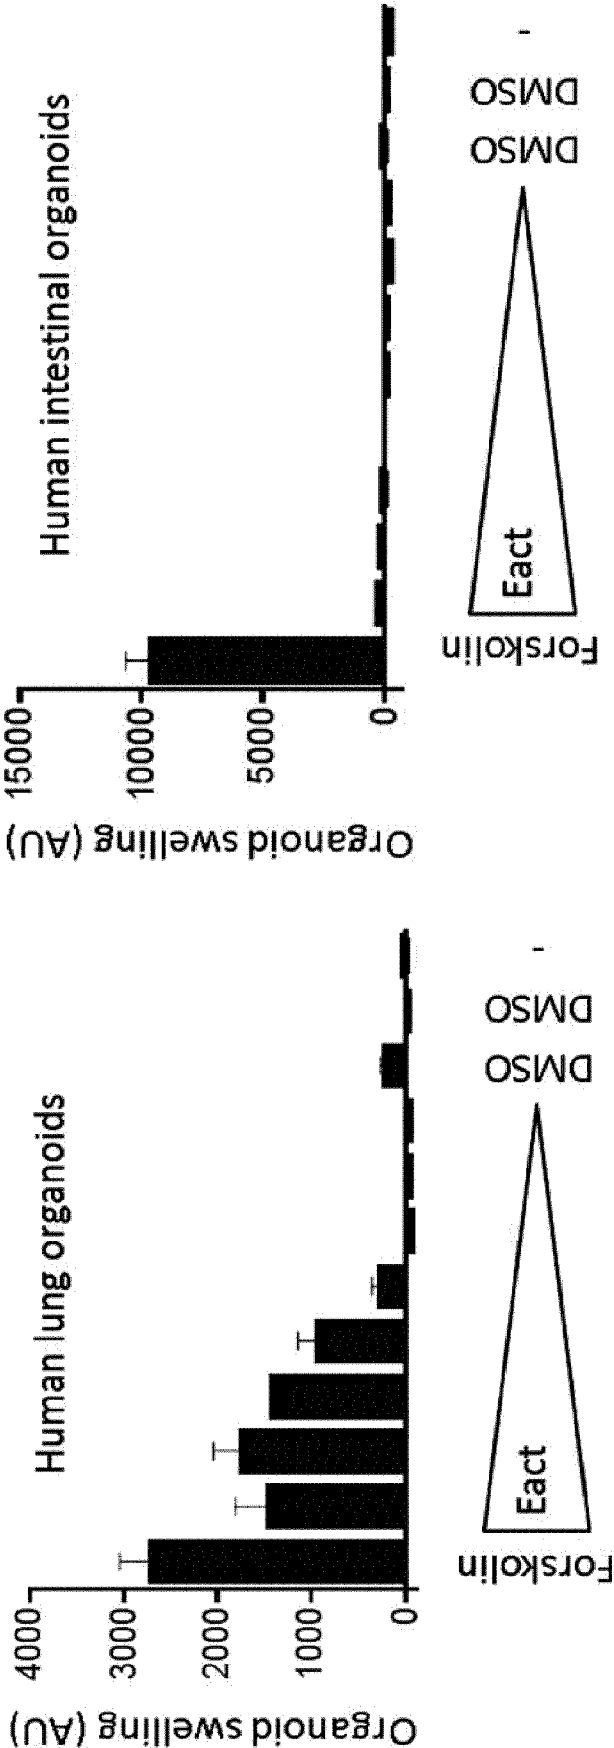 Human lung organoids
Organoid swelling (AU)
4000
3000
2000
1000
0
Forskolin
Eact
DMSO
DMSO
-
Human intestinal organoids
Organoid swelling (AU)
15000
10000
5000
0
Forskolin
Eact
DMSO
DMSO
-